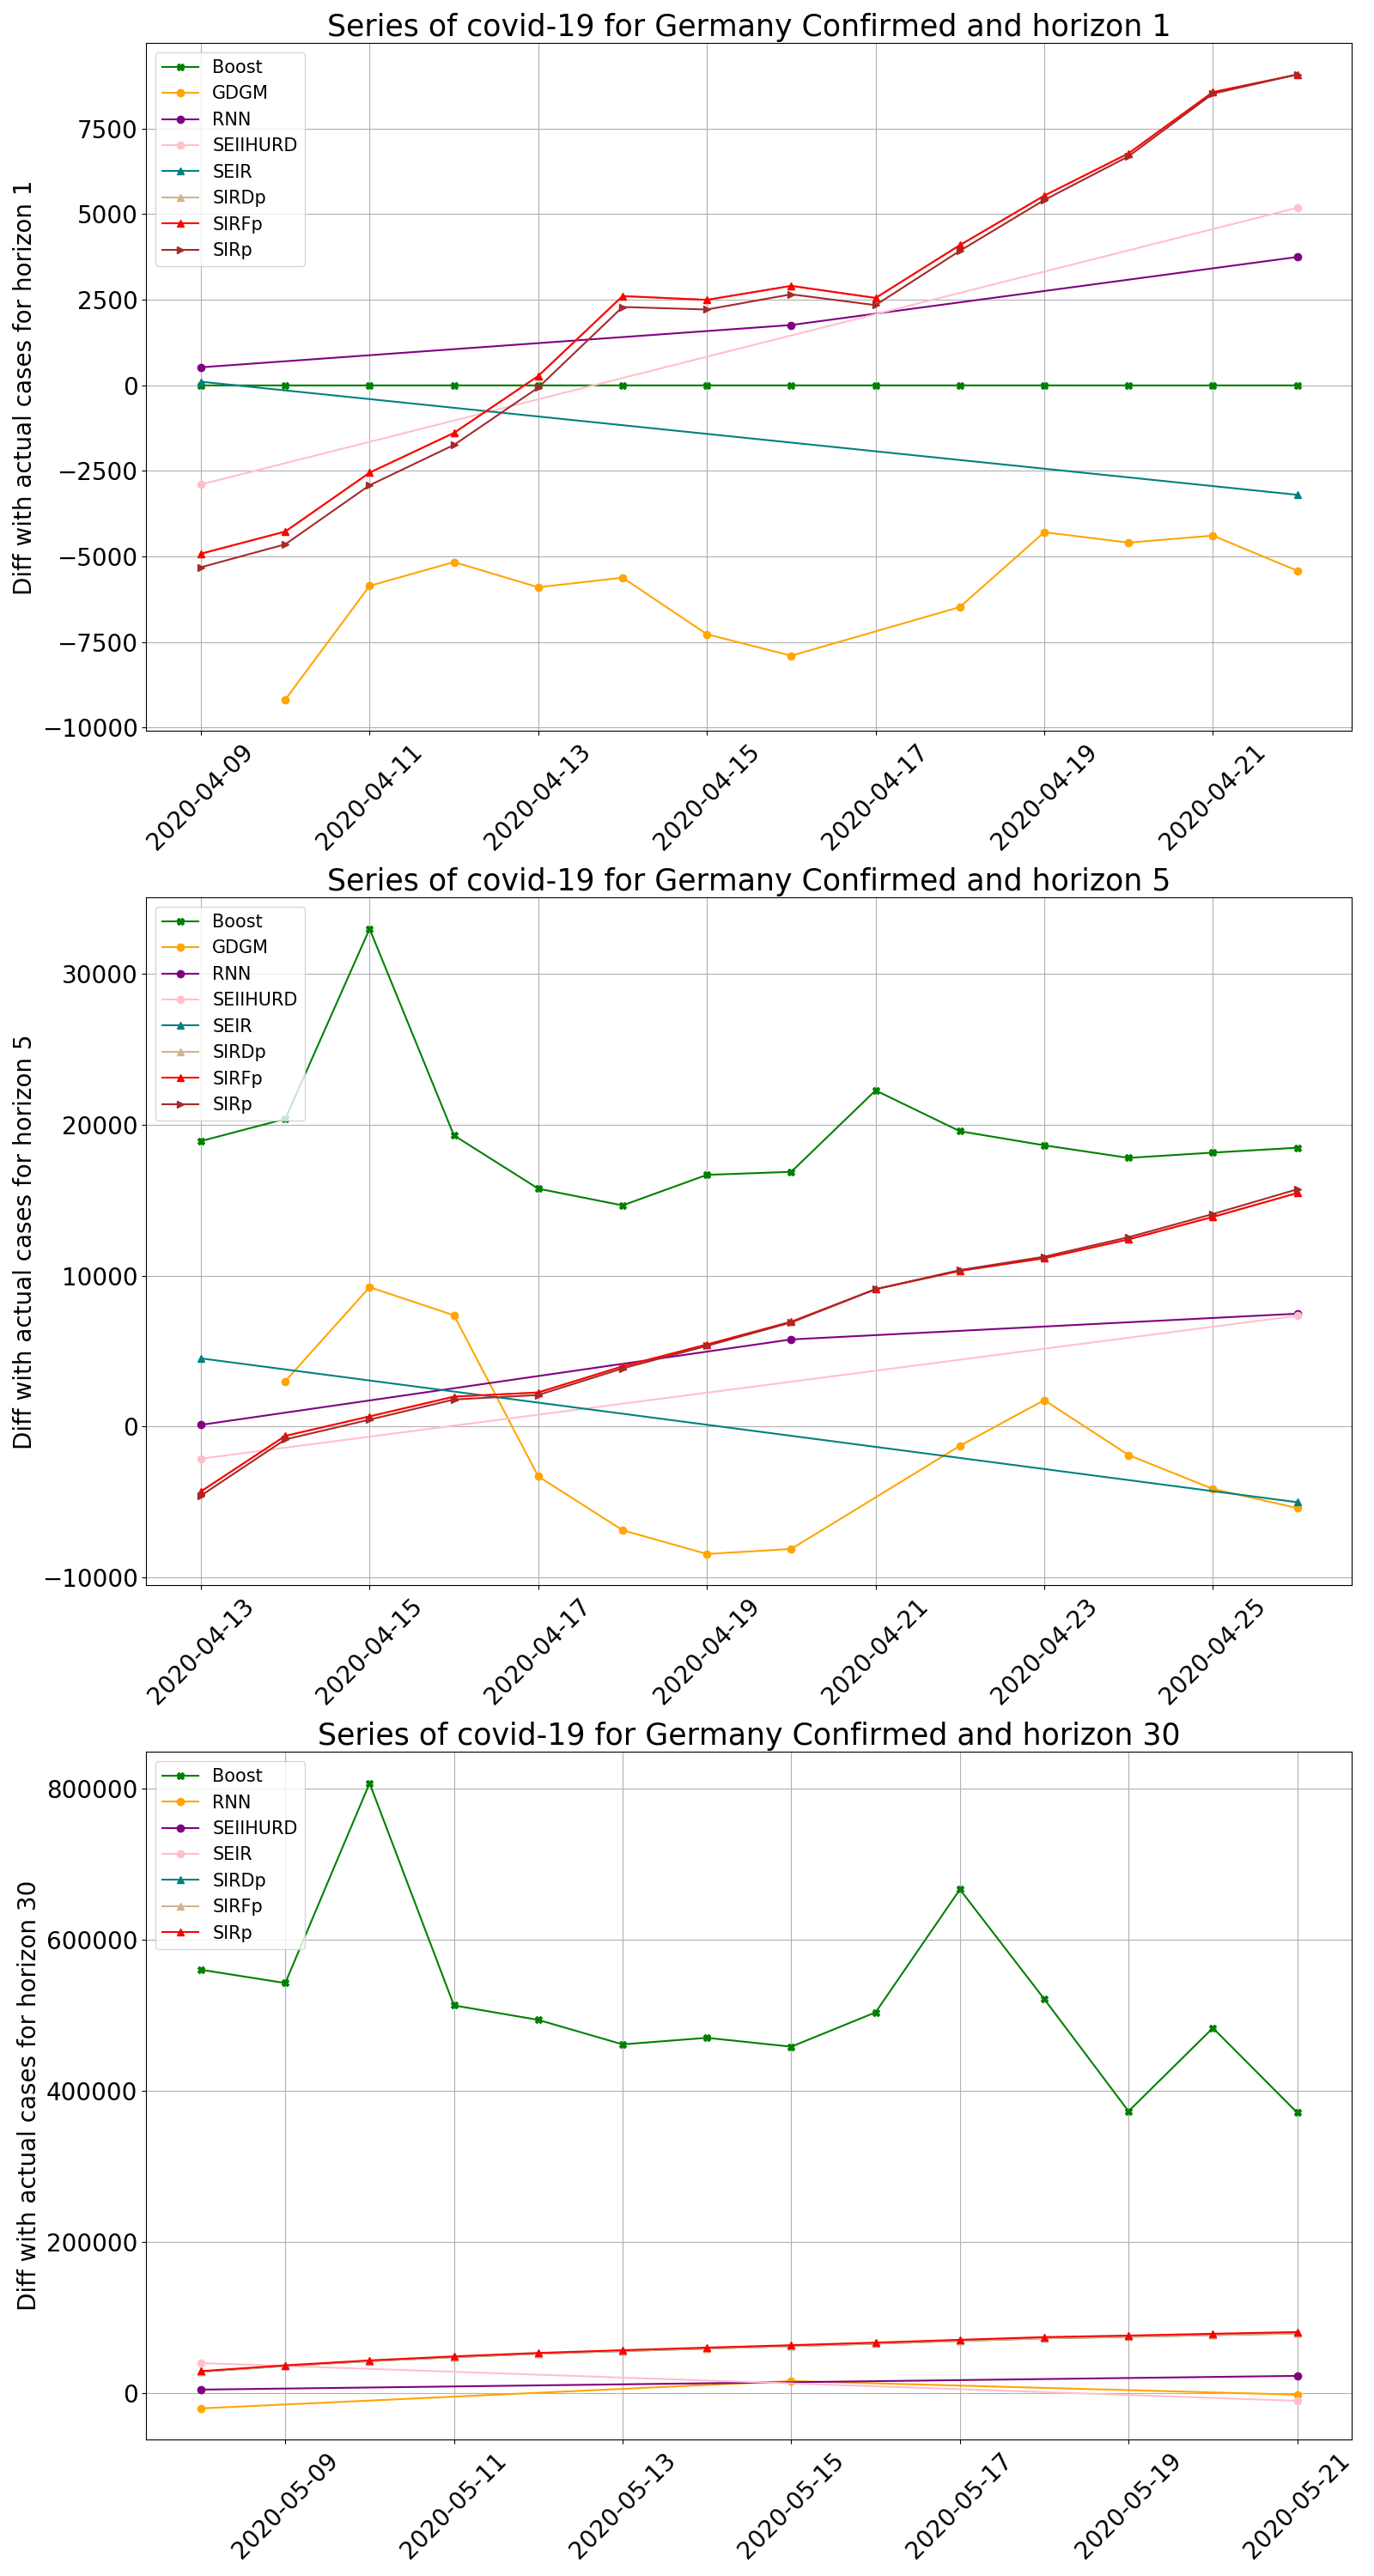 Series of covid-19 for Germany Confirmed and horizon 1
Boost
GDGM
RNN
SEIIHURD
SEIR
SIRDp
SIRFp
SIRp
Diff with actual cases for horizon 1
7500
5000
2500
0
−2500
−5000
−7500
−10000
2020-04-09
2020-04-11
2020-04-13
2020-04-15
2020-04-17
2020-04-19
2020-04-21
Series of covid-19 for Germany Confirmed and horizon 5
Boost
GDGM
RNN
SEIIHURD
SEIR
SIRDp
SIRFp
SIRp
Diff with actual cases for horizon 5
30000
20000
10000
0
−10000
2020-04-13
2020-04-15
2020-04-17
2020-04-19
2020-04-21
2020-04-23
2020-04-25
Series of covid-19 for Germany Confirmed and horizon 30
Boost
RNN
SEIIHURD
SEIR
SIRDp
SIRFp
SIRp
Diff with actual cases for horizon 30
800000
600000
400000
200000
0
2020-05-09
2020-05-11
2020-05-13
2020-05-15
2020-05-17
2020-05-19
2020-05-21